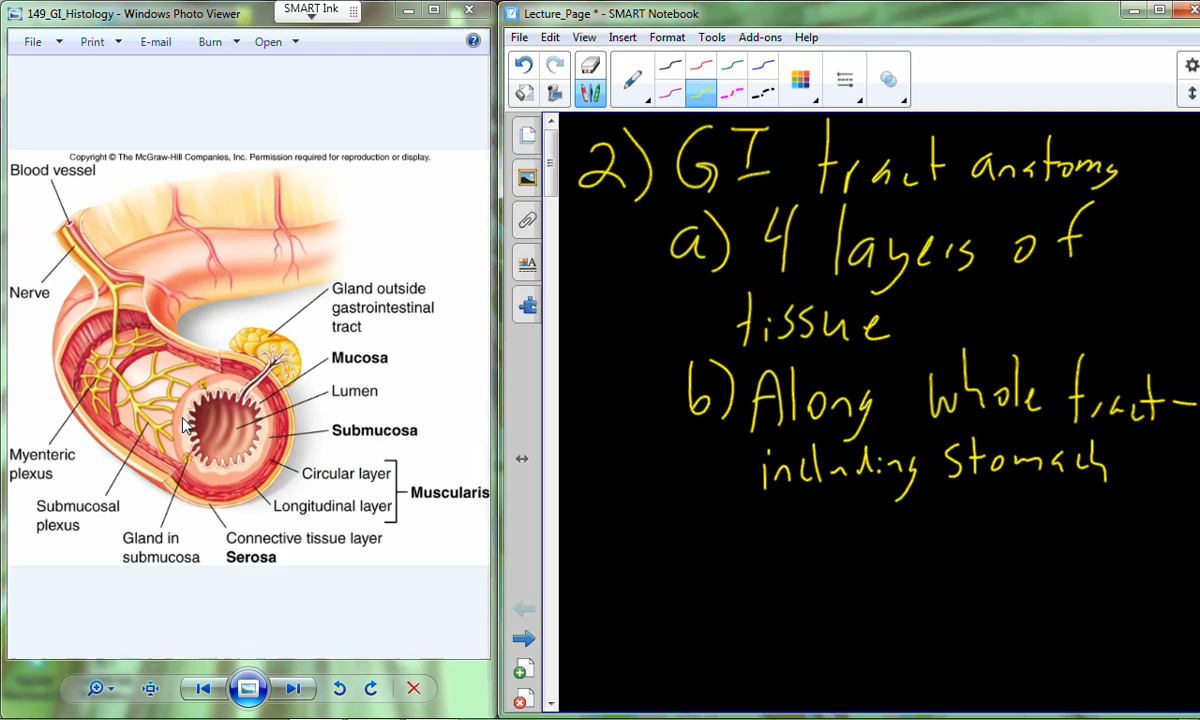 149_GI_Histology - Windows Photo Viewer
SMART Ink
File Print E-mail Burn Open
Copyright © The McGraw-Hill Companies, Inc. Permission required for reproduction or display.
Blood vessel
Nerve
Gland outside
gastrointestinal
tract
Mucosa
Lumen
Submucosa
Myenteric
plexus
Circular layer
Muscularis
Submucosal
plexus
Longitudinal layer
Gland in
submucosa
Connective tissue layer
Serosa
Lecture_Page * - SMART Notebook
File Edit View Insert Format Tools Add-ons Help
2) GI tract anatomy
a) 4 layers of
tissue
b) Along whole tract-
including stomach